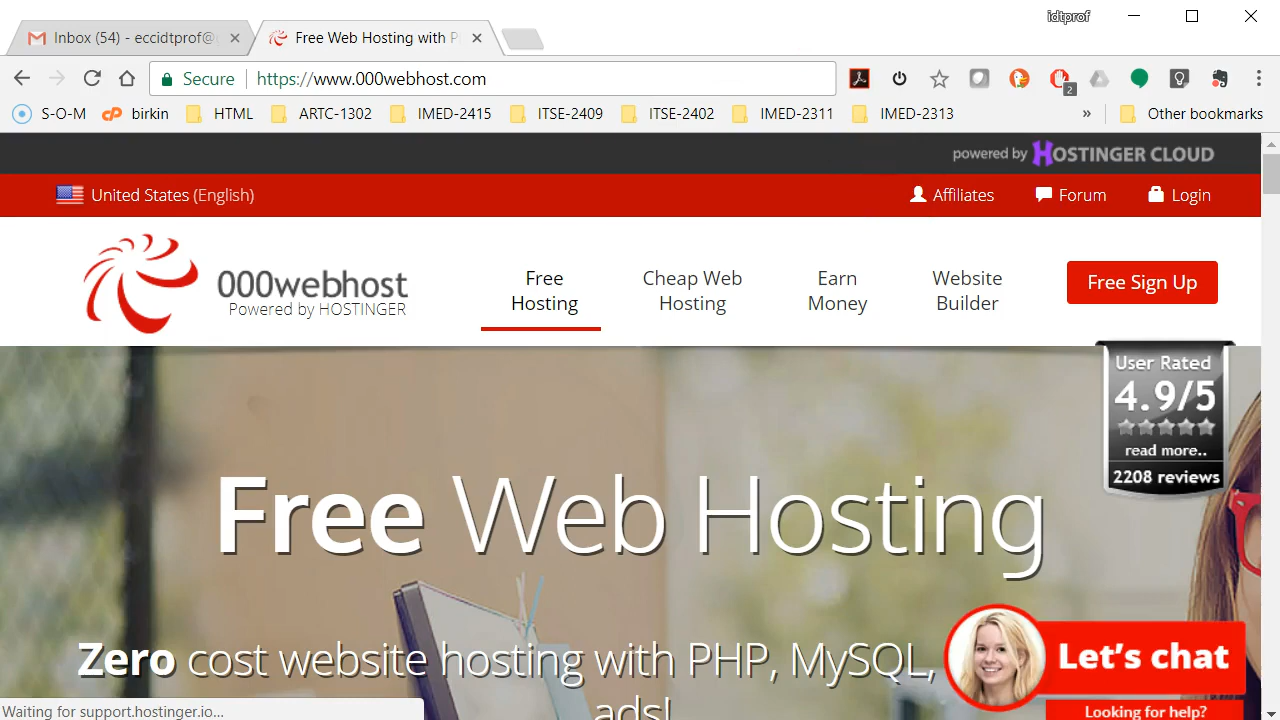 idtprof
Inbox (54) - eccidtprof@
Free Web Hosting with P
Secure https://www.000webhost.com
2
S-O-M birkin HTML ARTC-1302 IMED-2415 ITSE-2409 ITSE-2402 IMED-2311 IMED-2313 » Other bookmarks
powered by HOSTINGER CLOUD
United States (English) Affiliates Forum Login
000webhost
Powered by HOSTINGER
Free
Hosting
Cheap Web
Hosting
Earn
Money
Website
Builder
Free Sign Up
User Rated
4.9/5
read more..
2208 reviews
Free Web Hosting
Zero cost website hosting with PHP, MySQL,
ads!
Let's chat
Looking for help?
Waiting for support.hostinger.io...